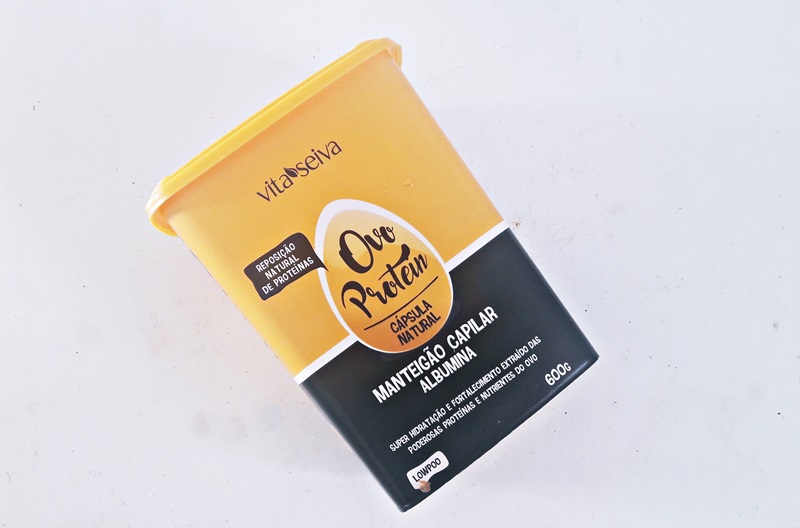 vitaseiva
REPOSIÇÃO
NATURAL
DE PROTEÍNAS
Ovo
Protein
CÁPSULA
NATURAL
MANTEIGÃO CAPILAR
ALBUMINA
SUPER HIDRATAÇÃO E FORTALECIMENTO EXTRAÍDO DAS
PODEROSAS PROTEÍNAS E NUTRIENTES DO OVO
600G
LOWPOO